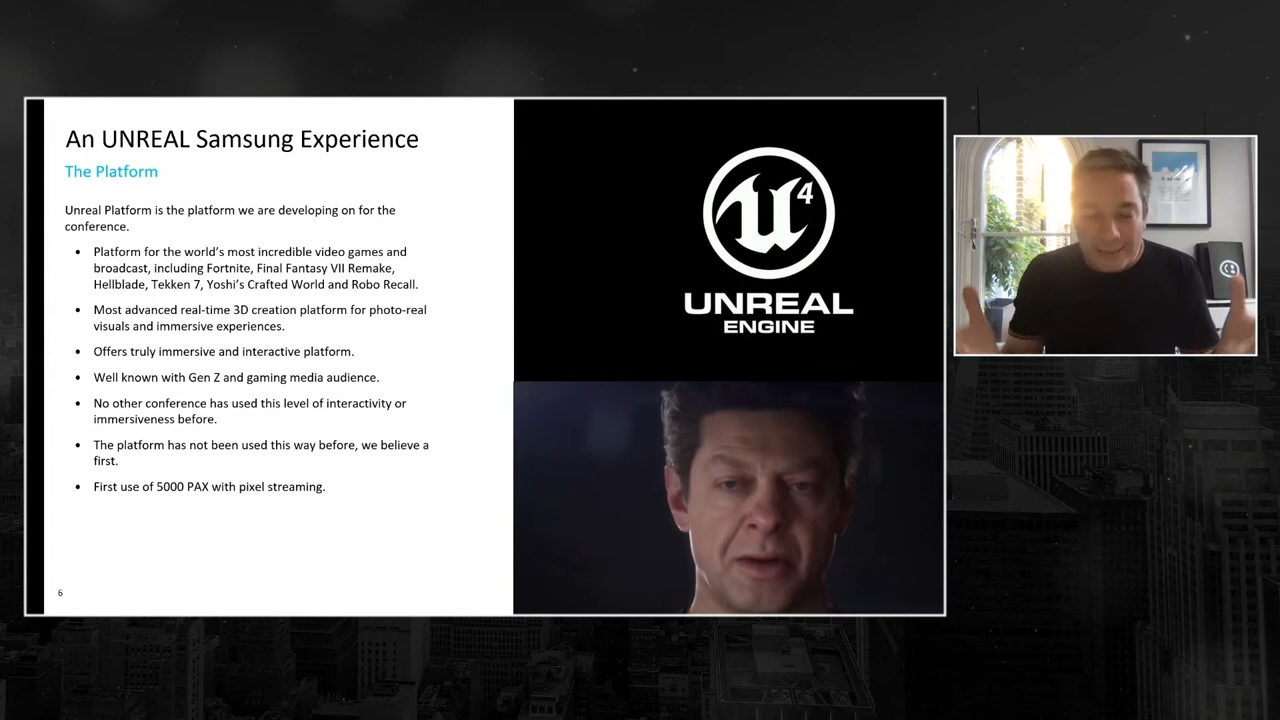 An UNREAL Samsung Experience
The Platform
Unreal Platform is the platform we are developing on for the
conference.
• Platform for the world's most incredible video games and
broadcast, including Fortnite, Final Fantasy VII Remake,
Hellblade, Tekken 7, Yoshi's Crafted World and Robo Recall.
• Most advanced real-time 3D creation platform for photo-real
visuals and immersive experiences.
• Offers truly immersive and interactive platform.
• Well known with Gen Z and gaming media audience.
• No other conference has used this level of interactivity or
immersiveness before.
• The platform has not been used this way before, we believe a
first.
• First use of 5000 PAX with pixel streaming.
6
U 4
UNREAL
ENGINE